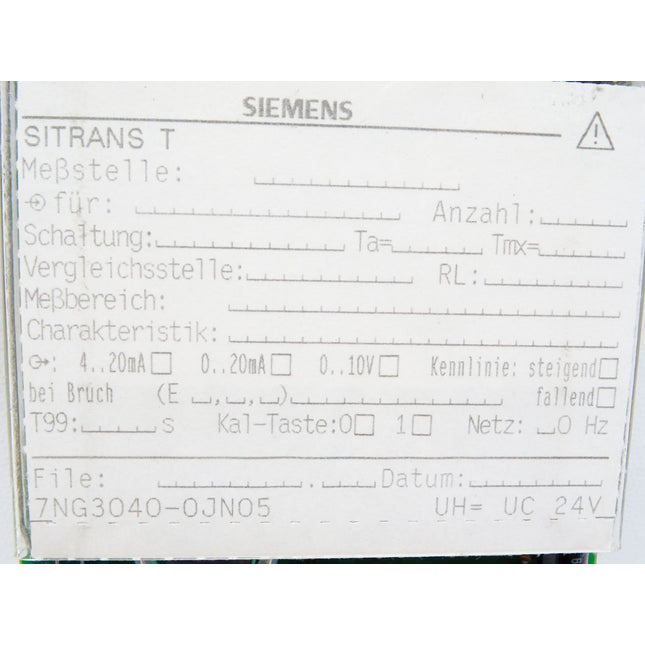 SIEMENS
SITRANS T
Meßstelle:
für: Anzahl:
Schaltung: Ta= Tmx=
Vergleichsstelle: RL:
Meßbereich:
Charakteristik:
: 4..20mA☐ 0..20mA☐ 0..10V☐ Kennlinie: steigend☐
bei Bruch (E _,_,_,) fallend☐
T99: s Kal-Taste:0☐ 1☐ Netz: _0 Hz
File: . Datum:
7NG3040-0JN05 UH= UC 24V